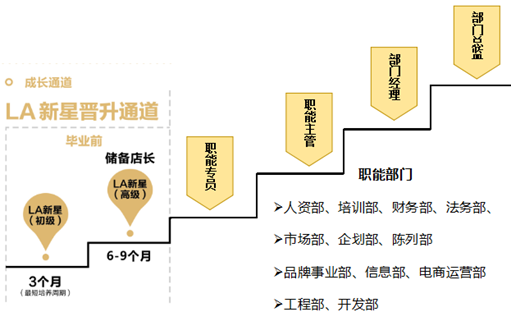 成长通道
LA 新星晋升通道
毕业前
储备店长
LA新星
（初级）
LA新星
（高级）
3个月
（最短培养周期）
6-9个月
职能专员
职能主管
部门经理
部门总监
职能部门
➢人资部、培训部、财务部、法务部、
➢市场部、企划部、陈列部
➢品牌事业部、信息部、电商运营部
➢工程部、开发部